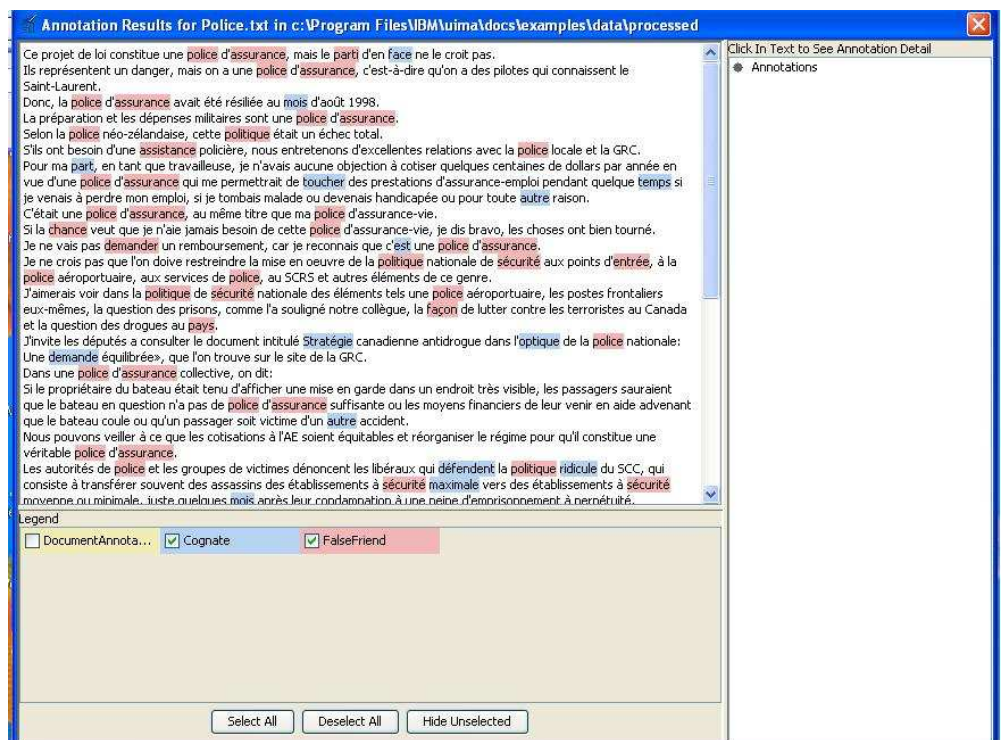 Annotation Results for Police.txt in c:\Program Files\IBM\uima\docs\examples\data\processed
Ce projet de loi constitue une police d'assurance, mais le parti d'en face ne le croit pas.
Ils représentent un danger, mais on a une police d'assurance, c'est-à-dire qu'on a des pilotes qui connaissent le
Saint-Laurent.
Donc, la police d'assurance avait été résiliée au mois d'août 1998.
La préparation et les dépenses militaires sont une police d'assurance.
Selon la police néo-zélandaise, cette politique était un échec total.
S'ils ont besoin d'une assistance policière, nous entretenons d'excellentes relations avec la police locale et la GRC.
Pour ma part, en tant que travailleuse, je n'avais aucune objection à cotiser quelques centaines de dollars par année en
vue d'une police d'assurance qui me permettrait de toucher des prestations d'assurance-emploi pendant quelque temps si
je venais à perdre mon emploi, si je tombais malade ou devenais handicapée ou pour toute autre raison.
C'était une police d'assurance, au même titre que ma police d'assurance-vie.
Si la chance veut que je n'aie jamais besoin de cette police d'assurance-vie, je dis bravo, les choses ont bien tourné.
Je ne vais pas demander un remboursement, car je reconnais que c'est une police d'assurance.
Je ne crois pas que l'on doive restreindre la mise en oeuvre de la politique nationale de sécurité aux points d'entrée, à la
police aéroportuaire, aux services de police, au SCRS et autres éléments de ce genre.
J'aimerais voir dans la politique de sécurité nationale des éléments tels une police aéroportuaire, les postes frontaliers
eux-mêmes, la question des prisons, comme l'a souligné notre collègue, la façon de lutter contre les terroristes au Canada
et la question des drogues au pays.
J'invite les députés a consulter le document intitulé Stratégie canadienne antidrogue dans l'optique de la police nationale:
Une demande équilibrée», que l'on trouve sur le site de la GRC.
Dans une police d'assurance collective, on dit:
Si le propriétaire du bateau était tenu d'afficher une mise en garde dans un endroit très visible, les passagers sauraient
que le bateau en question n'a pas de police d'assurance suffisante ou les moyens financiers de leur venir en aide advenant
que le bateau coule ou qu'un passager soit victime d'un autre accident.
Nous pouvons veiller à ce que les cotisations à l'AE soient équitables et réorganiser le régime pour qu'il constitue une
véritable police d'assurance.
Les autorités de police et les groupes de victimes dénoncent les libéraux qui défendent la politique ridicule du SCC, qui
consiste à transférer souvent des assassins des établissements à sécurité maximale vers des établissements à sécurité
moyenne ou minimale, juste quelques mois après leur condamnation à une peine d'emprisonnement à perpétuité.
Click In Text to See Annotation Detail
Annotations
Legend
DocumentAnnota... Cognate FalseFriend
Select All Deselect All Hide Unselected